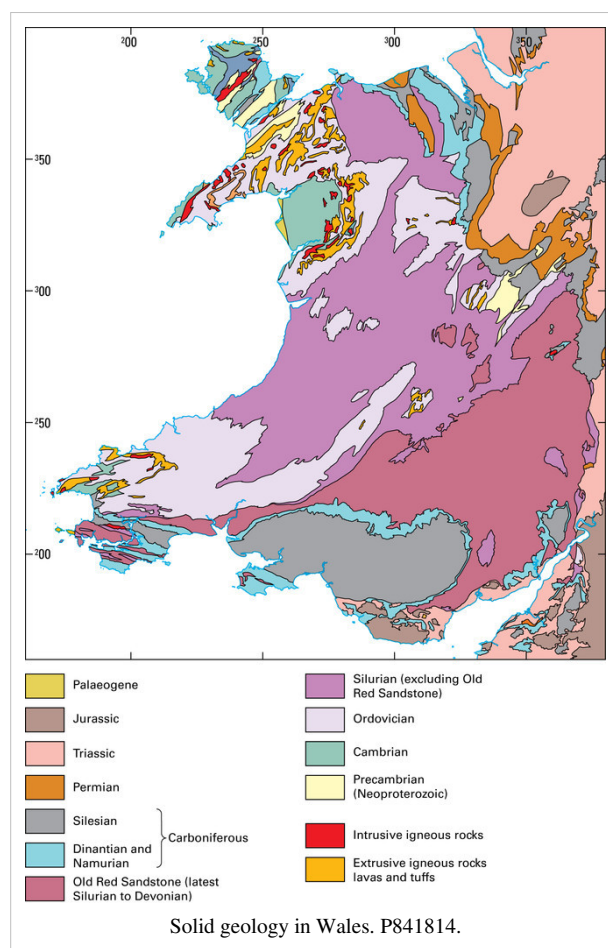 200 250 300 350
350
300
250
200
Palaeogene
Jurassic
Triassic
Permian
Silesian
Carboniferous
Dinantian and
Namurian
Old Red Sandstone (latest
Silurian to Devonian)
Silurian (excluding Old
Red Sandstone)
Ordovician
Cambrian
Precambrian
(Neoproterozoic)
Intrusive igneous rocks
Extrusive igneous rocks
lavas and tuffs
Solid geology in Wales. P841814.